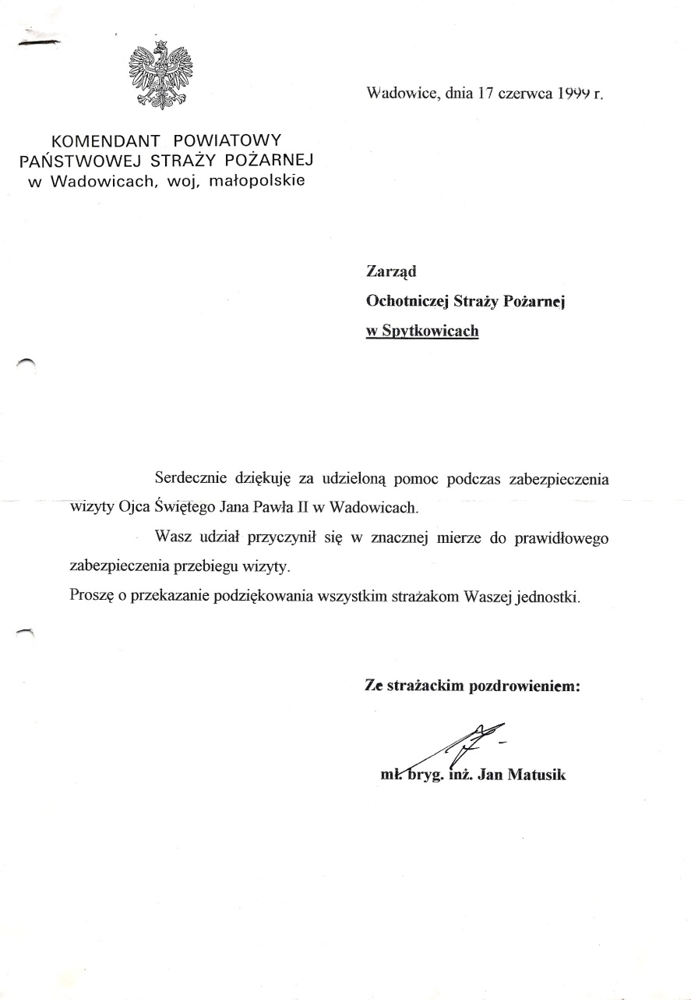 Wadowice, dnia 17 czerwca 1999 r.
KOMENDANT POWIATOWY
PAŃSTWOWEJ STRAŻY POŻARNEJ
w Wadowicach, woj, małopolskie
Zarząd
Ochotniczej Straży Pożarnej
w Spytkowicach
Serdecznie dziękuję za udzieloną pomoc podczas zabezpieczenia
wizyty Ojca Świętego Jana Pawła II w Wadowicach.
Wasz udział przyczynił się w znacznej mierze do prawidłowego
zabezpieczenia przebiegu wizyty.
Proszę o przekazanie podziękowania wszystkim strażakom Waszej jednostki.
Ze strażackim pozdrowieniem:
mł. bryg. inż. Jan Matusik